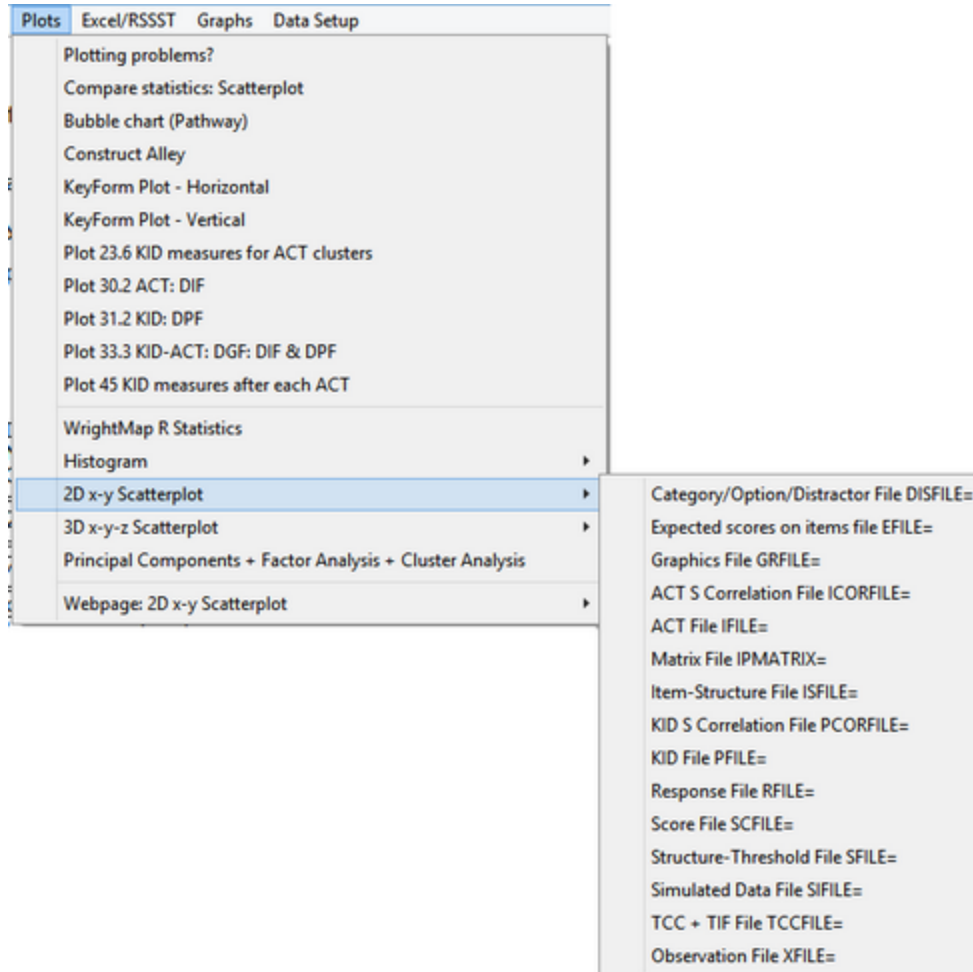 Plots Excel/RSSST Graphs Data Setup
Plotting problems?
Compare statistics: Scatterplot
Bubble chart (Pathway)
Construct Alley
KeyForm Plot - Horizontal
KeyForm Plot - Vertical
Plot 23.6 KID measures for ACT clusters
Plot 30.2 ACT: DIF
Plot 31.2 KID: DPF
Plot 33.3 KID-ACT: DGF: DIF & DPF
Plot 45 KID measures after each ACT
WrightMap R Statistics
Histogram
2D x-y Scatterplot
3D x-y-z Scatterplot
Principal Components + Factor Analysis + Cluster Analysis
Webpage: 2D x-y Scatterplot
Category/Option/Distractor File DISFILE=
Expected scores on items file EFILE=
Graphics File GRFILE=
ACT S Correlation File ICORFILE=
ACT File IFILE=
Matrix File IPMATRIX=
Item-Structure File ISFILE=
KID S Correlation File PCORFILE=
KID File PFILE=
Response File RFILE=
Score File SCFILE=
Structure-Threshold File SFILE=
Simulated Data File SIFILE=
TCC + TIF File TCCFILE=
Observation File XFILE=